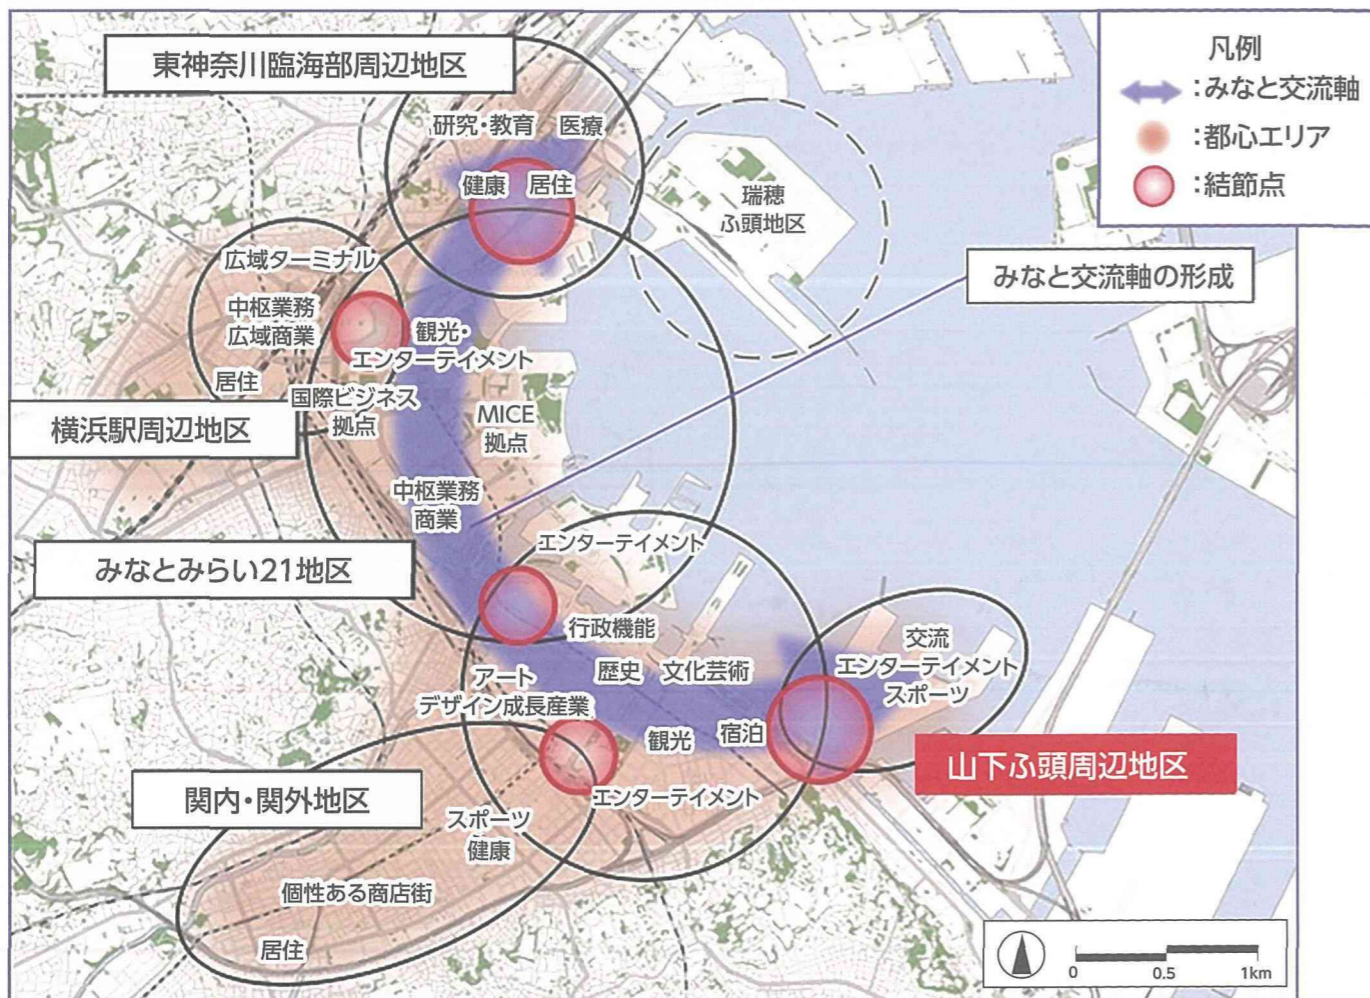 凡例
:みなと交流軸
:都心エリア
:結節点
東神奈川臨海部周辺地区
研究・教育 医療
健康 居住
瑞穂
ふ頭地区
みなと交流軸の形成
広域ターミナル
中枢業務
広域商業
居住
観光・
エンターテイメント
国際ビジネス
拠点
MICE
拠点
横浜駅周辺地区
中枢業務
商業
みなとみらい21地区
エンターテイメント
行政機能
歴史 文化芸術
アート
デザイン成長産業
観光 宿泊
交流
エンターテイメント
スポーツ
山下ふ頭周辺地区
関内・関外地区
エンターテイメント
スポーツ
健康
個性ある商店街
居住
0 0.5 1km